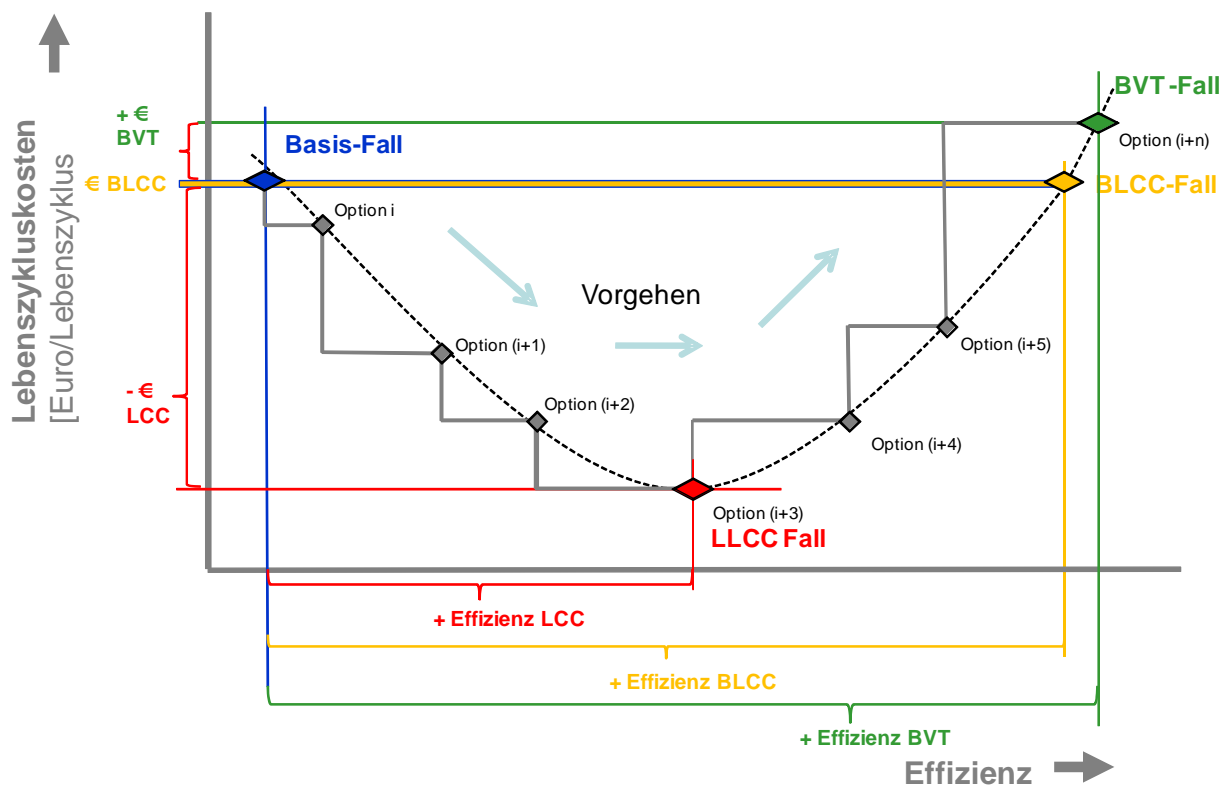 Lebenszykluskosten
[Euro/Lebenszyklus
+ €
BVT
€ BLCC
- €
LCC
Basis-Fall
BVT -Fall
Option (i+n)
BLCC-Fall
Option i
Vorgehen
Option (i+1)
Option (i+5)
Option (i+2)
Option (i+4)
Option (i+3)
LLCC Fall
+ Effizienz LCC
+ Effizienz BLCC
+ Effizienz BVT
Effizienz